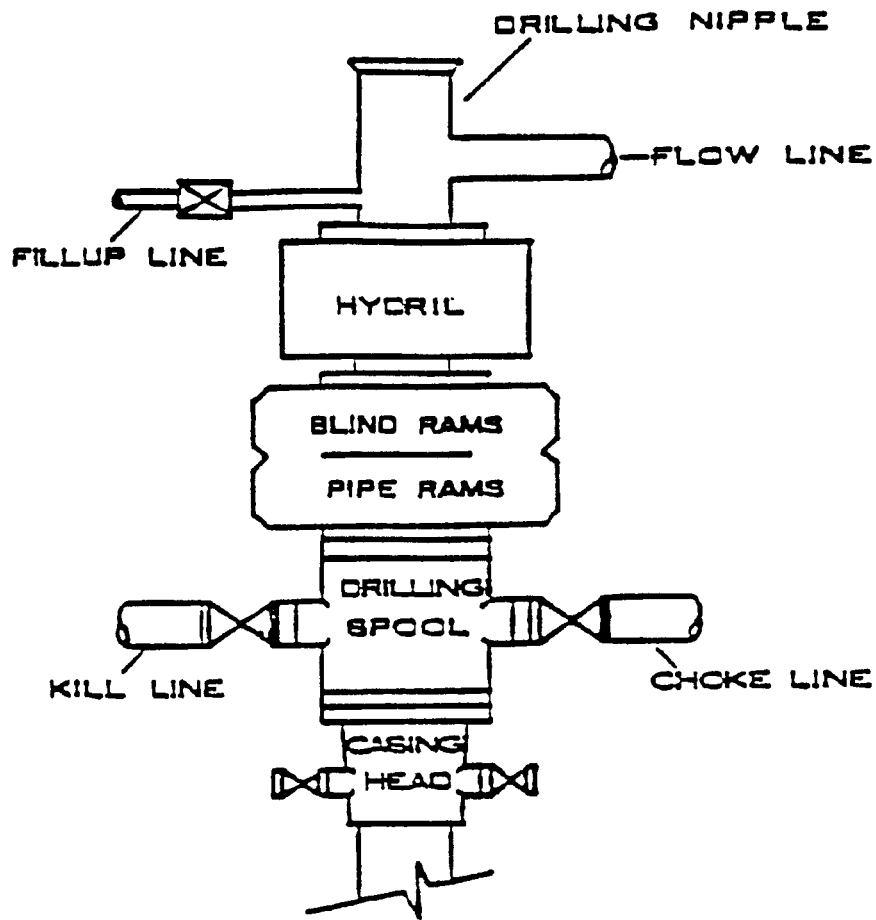 DRILLING NIPPLE
FLOW LINE
FILLUP LINE
HYDRIL
BLIND RAMS
PIPE RAMS
DRILLING
SPOOL
KILL LINE
CHOKE LINE
CASING
HEAD